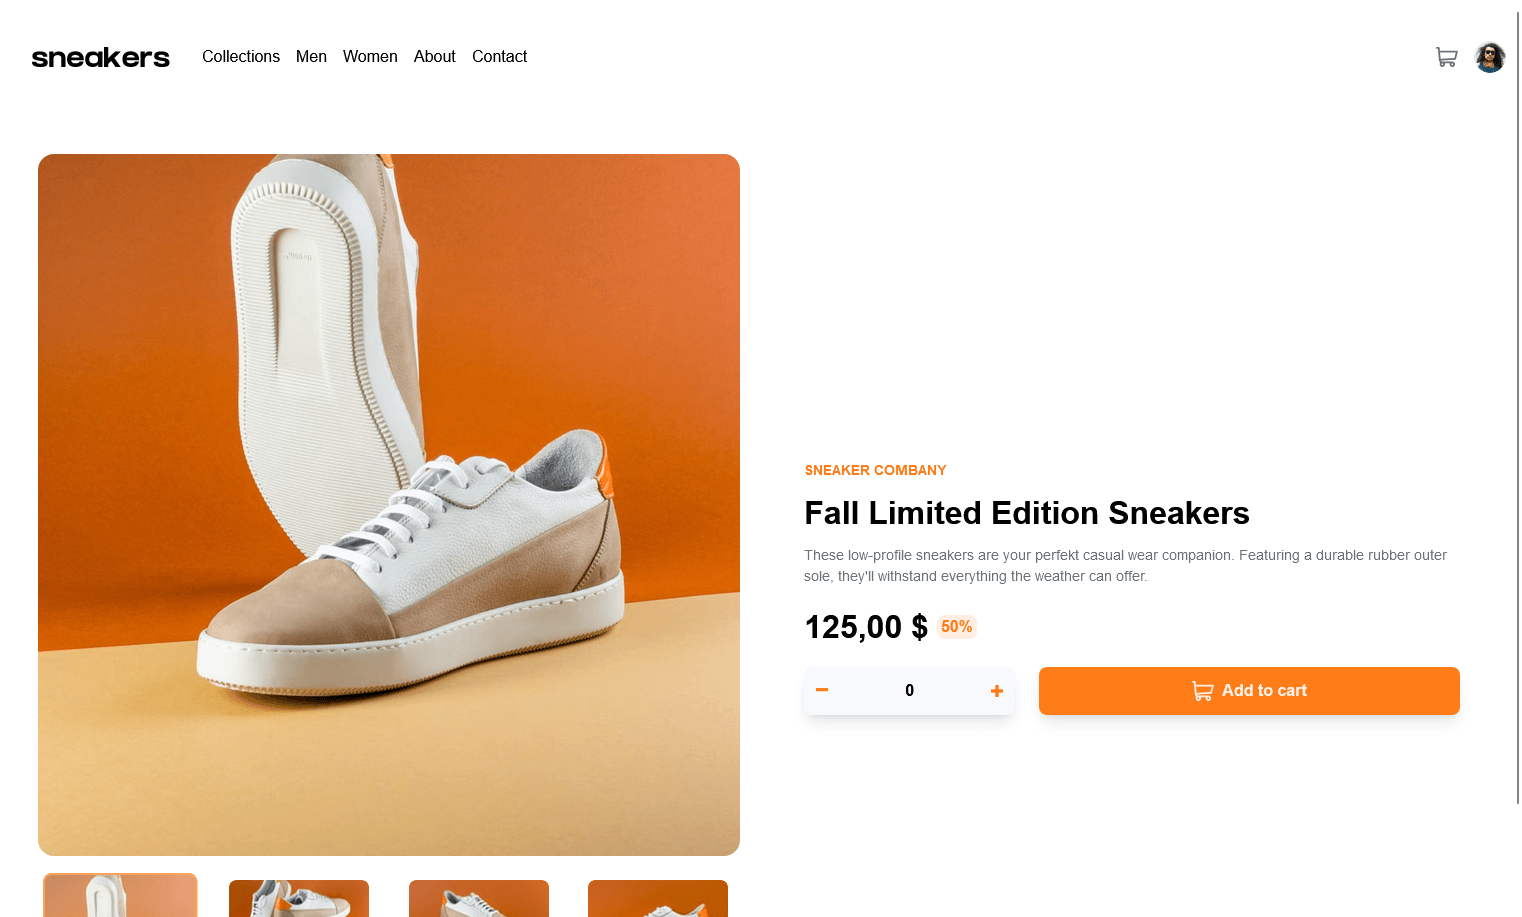 sneakers Collections Men Women About Contact
SNEAKER COMBANY
Fall Limited Edition Sneakers
These low-profile sneakers are your perfekt casual wear companion. Featuring a durable rubber outer
sole, they'll withstand everything the weather can offer.
125,00 $ 50%
0 Add to cart